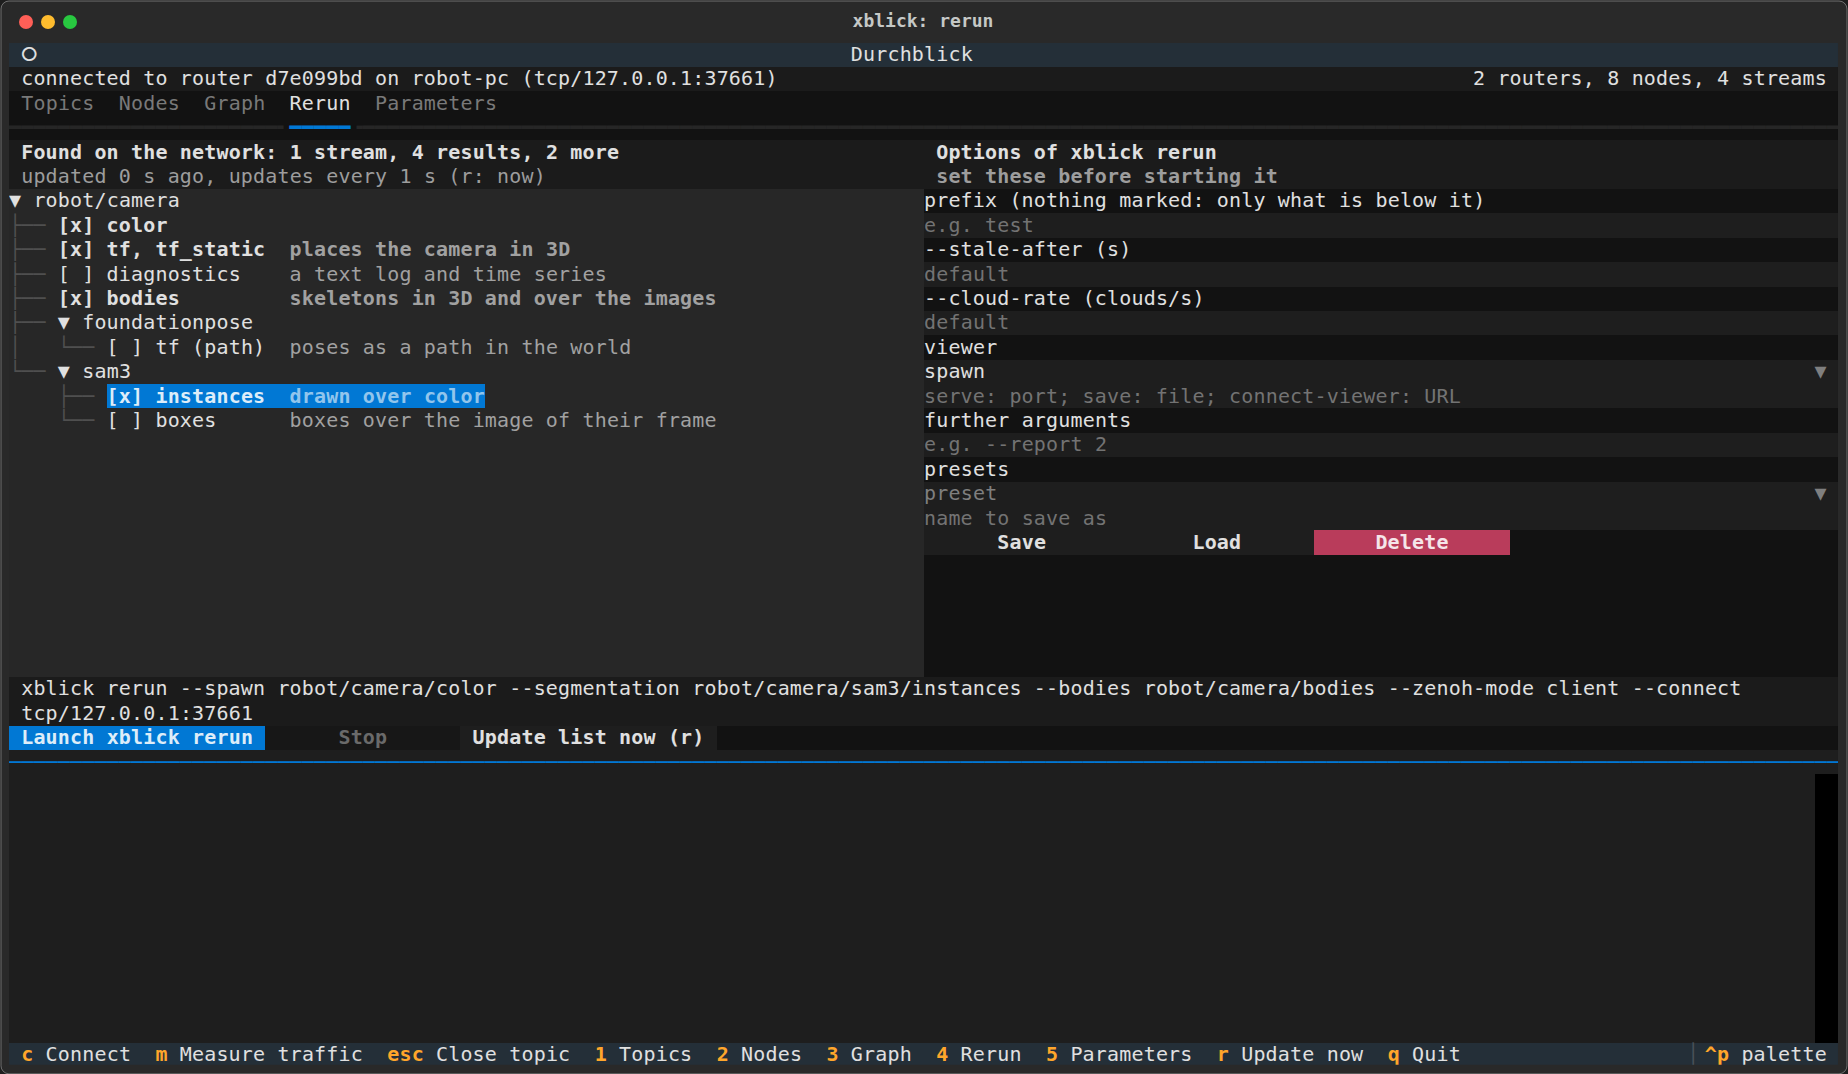 xblick: rerun
Durchblick
connected to router d7e099bd on robot-pc (tcp/127.0.0.1:37661) 2 routers, 8 nodes, 4 streams
Topics Nodes Graph Rerun Parameters
Found on the network: 1 stream, 4 results, 2 more
updated 0 s ago, updates every 1 s (r: now)
▼ robot/camera
[x] color
[x] tf, tf_static places the camera in 3D
[ ] diagnostics a text log and time series
[x] bodies skeletons in 3D and over the images
▼ foundationpose
[ ] tf (path) poses as a path in the world
▼ sam3
[x] instances drawn over color
[ ] boxes boxes over the image of their frame
Options of xblick rerun
set these before starting it
prefix (nothing marked: only what is below it)
e.g. test
--stale-after (s)
default
--cloud-rate (clouds/s)
default
viewer
spawn ▼
serve: port; save: file; connect-viewer: URL
further arguments
e.g. --report 2
presets
preset ▼
name to save as
Save Load Delete
xblick rerun --spawn robot/camera/color --segmentation robot/camera/sam3/instances --bodies robot/camera/bodies --zenoh-mode client --connect
tcp/127.0.0.1:37661
Launch xblick rerun Stop Update list now (r)
c Connect m Measure traffic esc Close topic 1 Topics 2 Nodes 3 Graph 4 Rerun 5 Parameters r Update now q Quit ^p palette